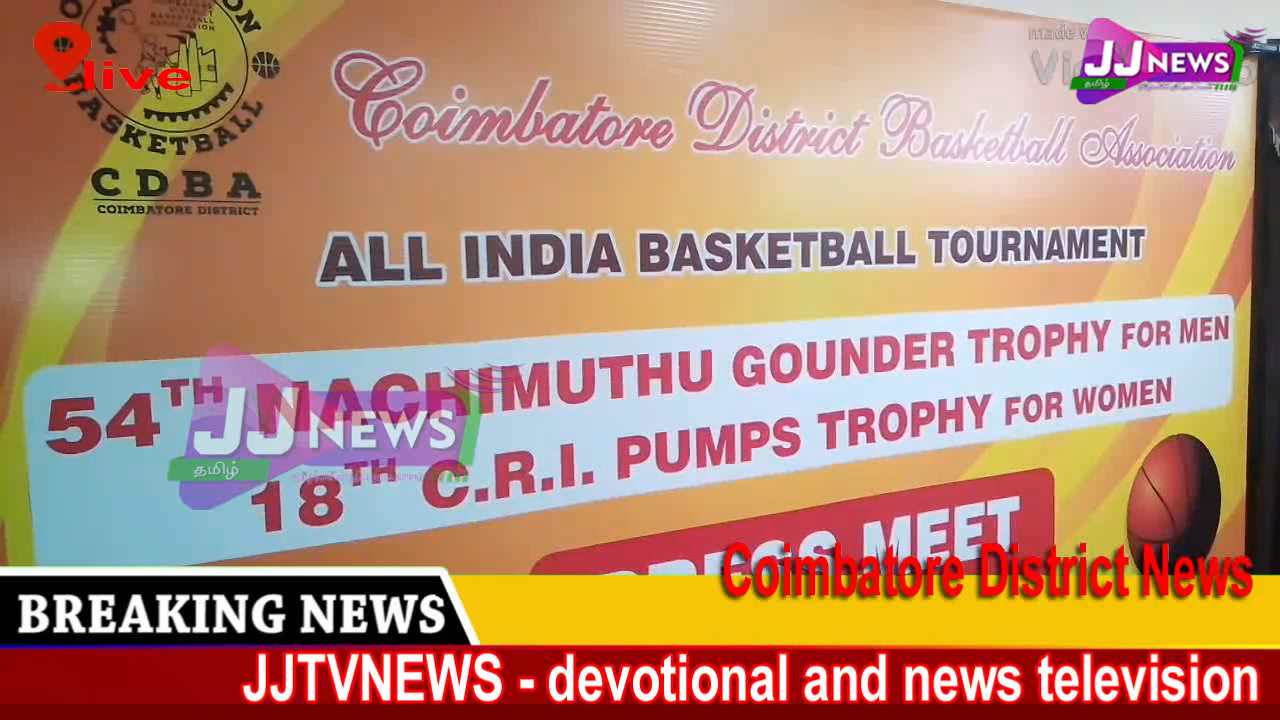 live
BASKETBALL
CDBA
COIMBATORE DISTRICT
Coimbatore District Basketball Association
made w
JJ NEWS
தமிழ்
ALL INDIA BASKETBALL TOURNAMENT
54TH NACHIMUTHU GOUNDER TROPHY FOR MEN
18TH C.R.I. PUMPS TROPHY FOR WOMEN
JJ NEWS
தமிழ்
PRESS MEET
Coimbatore District News
BREAKING NEWS
JJTVNEWS - devotional and news television